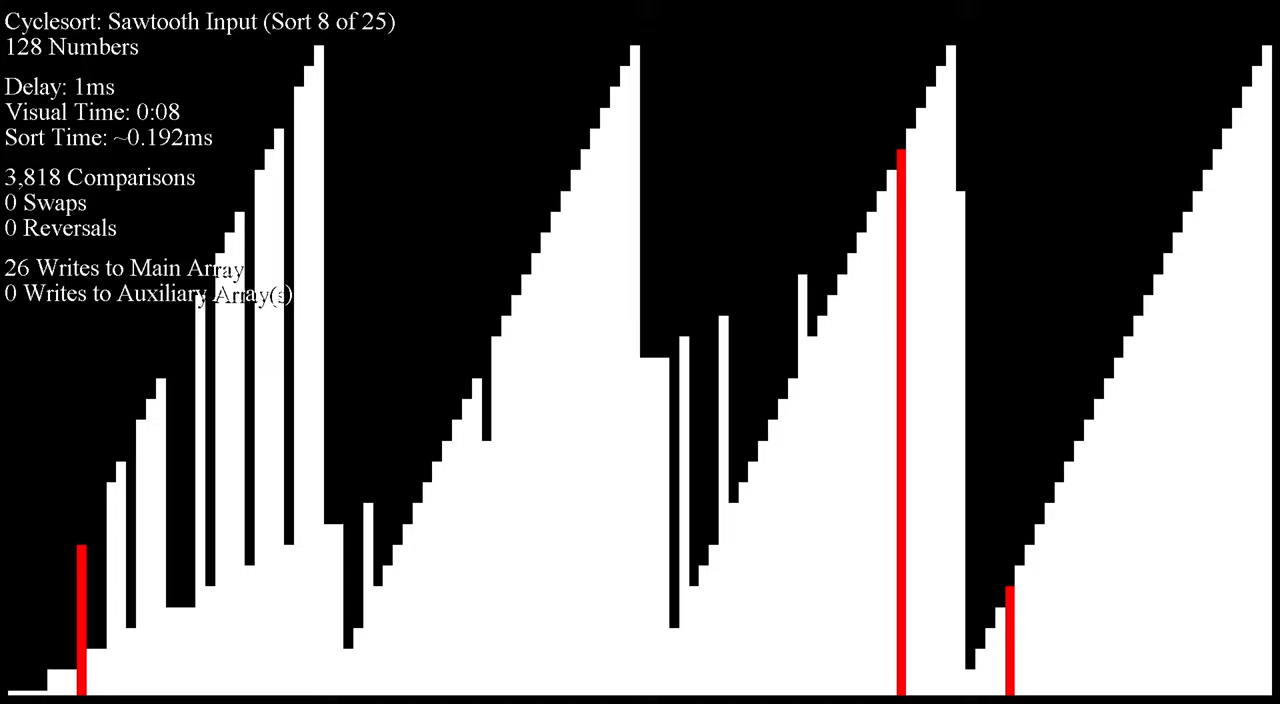 Cyclesort: Sawtooth Input (Sort 8 of 25)
128 Numbers
Delay: 1ms
Visual Time: 0:08
Sort Time: ~0.192ms
3,818 Comparisons
0 Swaps
0 Reversals
26 Writes to Main Array
0 Writes to Auxiliary Array(s)